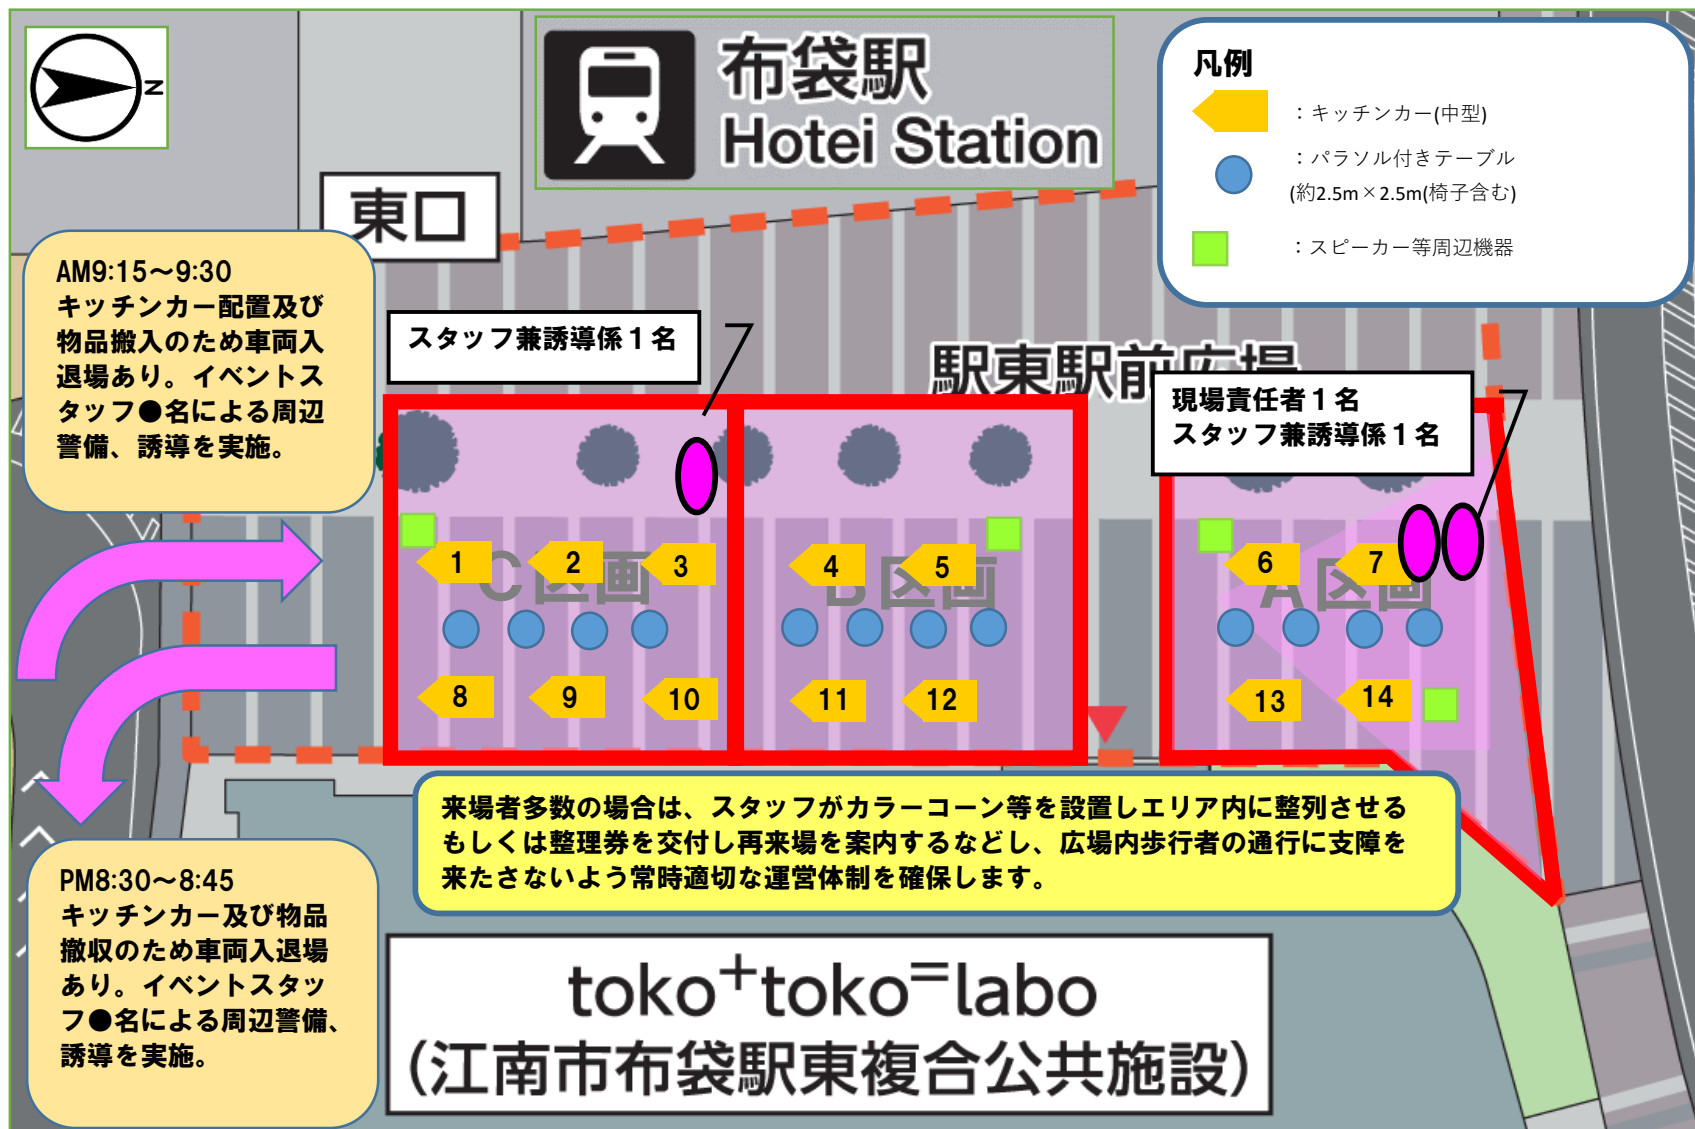 N
布袋駅
Hotei Station
凡例
：キッチンカー(中型)
：パラソル付きテーブル
(約2.5m×2.5m(椅子含む)
：スピーカー等周辺機器
東口
AM9:15～9:30
キッチンカー配置及び
物品搬入のため車両入
退場あり。イベントス
タッフ●名による周辺
警備、誘導を実施。
スタッフ兼誘導係１名
駅東駅前広場
現場責任者１名
スタッフ兼誘導係１名
C区画
B区画
A区画
1
2
3
4
5
6
7
8
9
10
11
12
13
14
来場者多数の場合は、スタッフがカラーコーン等を設置しエリア内に整列させる
もしくは整理券を交付し再来場を案内するなどし、広場内歩行者の通行に支障を
来たさないよう常時適切な運営体制を確保します。
PM8:30～8:45
キッチンカー及び物品
撤収のため車両入退場
あり。イベントスタッ
フ●名による周辺警備、
誘導を実施。
toko+toko=labo
（江南市布袋駅東複合公共施設）